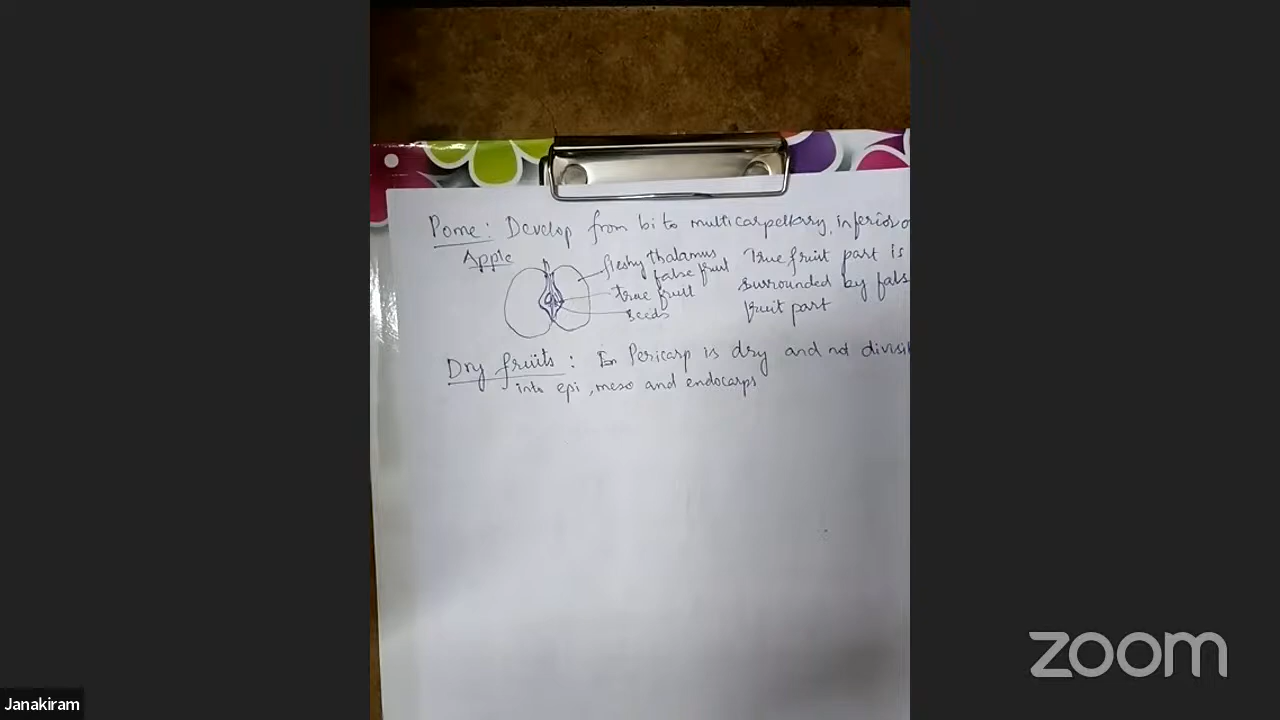 Pome: Develop from bi to multicarpellary, inferior o
Apple
fleshy thalamus
false fruit
true fruit
seeds
True fruit part is
surrounded by fals
fruit part
Dry fruits: Pericarp is dry and not divisi
into epi, meso and endocarps
Janakiram
zoom